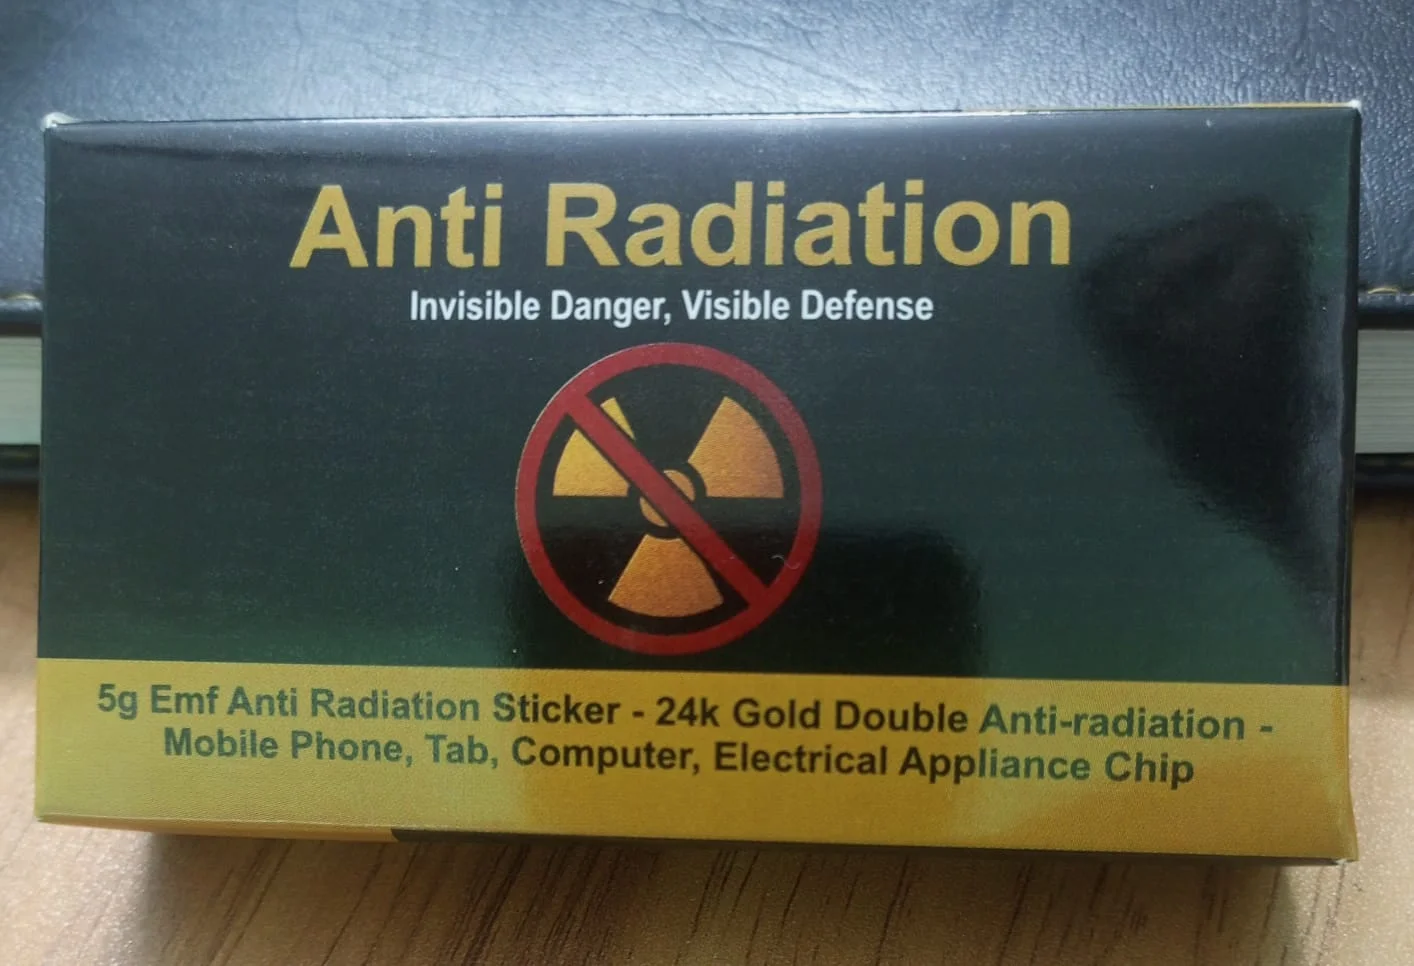 Anti Radiation
Invisible Danger, Visible Defense
5g Emf Anti Radiation Sticker - 24k Gold Double Anti-radiation -
Mobile Phone, Tab, Computer, Electrical Appliance Chip